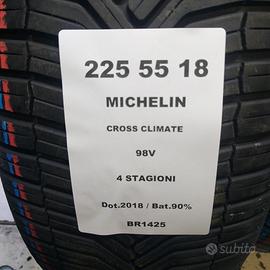 225 55 18
MICHELIN
CROSS CLIMATE
98V
4 STAGIONI
Dot.2018 / Bat.90%
BR1425
subito